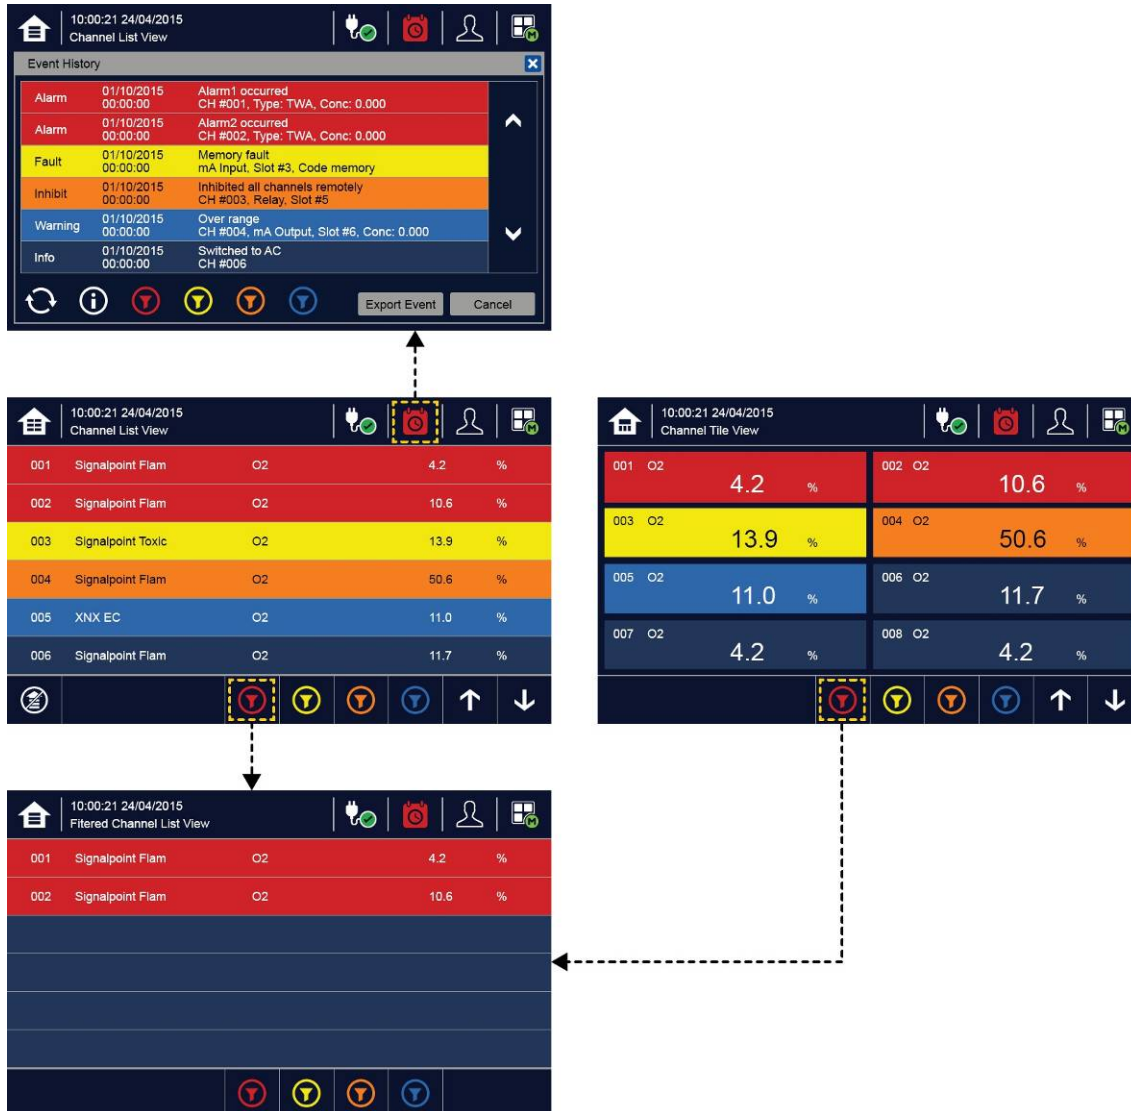 10:00:21 24/04/2015
Channel List View
M
Event History
Alarm 01/10/2015 Alarm1 occurred
00:00:00 CH #001, Type: TWA, Conc: 0.000
Alarm 01/10/2015 Alarm2 occurred
00:00:00 CH #002, Type: TWA, Conc: 0.000
Fault 01/10/2015 Memory fault
00:00:00 mA Input, Slot #3, Code memory
Inhibit 01/10/2015 Inhibited all channels remotely
00:00:00 CH #003, Relay, Slot #5
Warning 01/10/2015 Over range
00:00:00 CH #004, mA Output, Slot #6, Conc: 0.000
Info 01/10/2015 Switched to AC
00:00:00 CH #006
Export Event Cancel
10:00:21 24/04/2015
Channel List View
M
001 Signalpoint Flam O2 4.2 %
002 Signalpoint Flam O2 10.6 %
003 Signalpoint Toxic O2 13.9 %
004 Signalpoint Flam O2 50.6 %
005 XNX EC O2 11.0 %
006 Signalpoint Flam O2 11.7 %
10:00:21 24/04/2015
Channel Tile View
M
001 O2 4.2 %
002 O2 10.6 %
003 O2 13.9 %
004 O2 50.6 %
005 O2 11.0 %
006 O2 11.7 %
007 O2 4.2 %
008 O2 4.2 %
10:00:21 24/04/2015
Fitered Channel List View
M
001 Signalpoint Flam O2 4.2 %
002 Signalpoint Flam O2 10.6 %